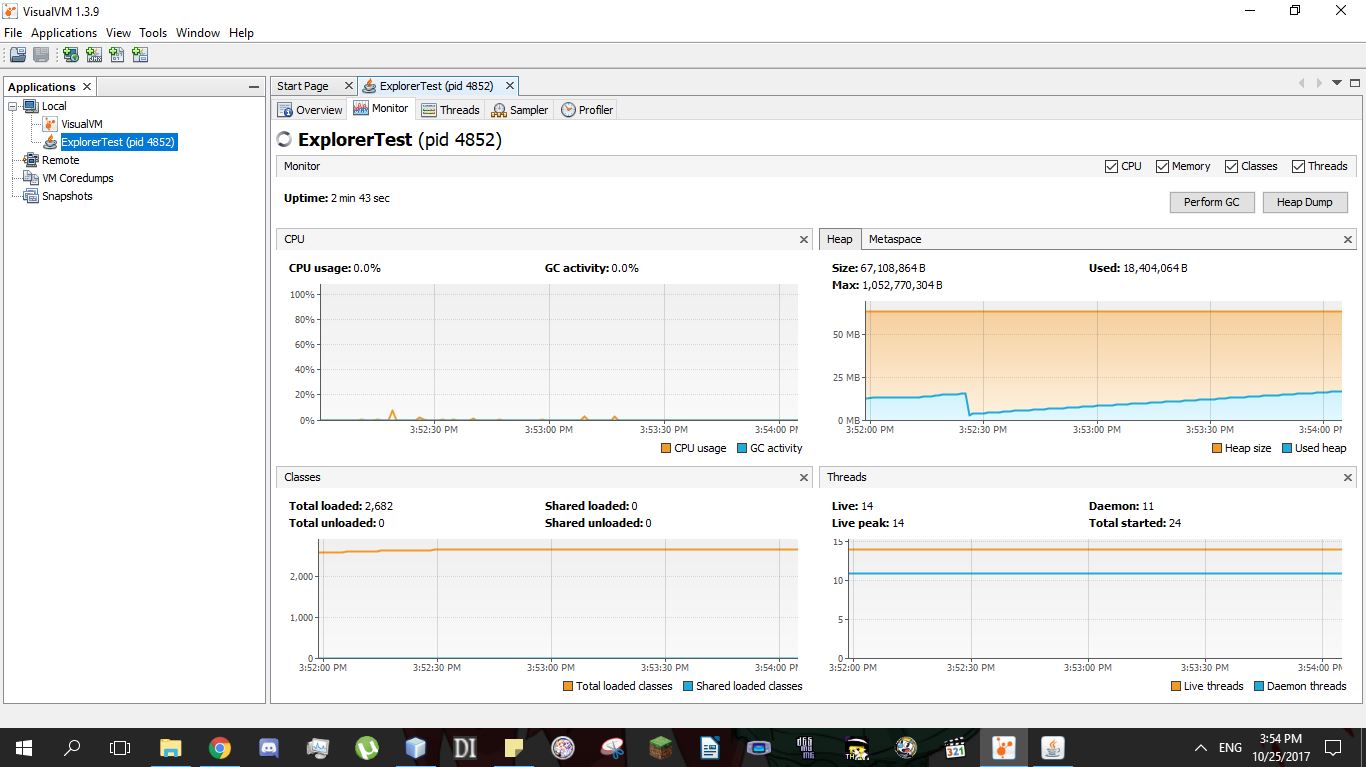 VisualVM 1.3.9
File Applications View Tools Window Help
Applications
Local
VisualVM
ExplorerTest (pid 4852)
Remote
VM Coredumps
Snapshots
Start Page
ExplorerTest (pid 4852)
Overview Monitor Threads Sampler Profiler
ExplorerTest (pid 4852)
Monitor
CPU Memory Classes Threads
Uptime: 2 min 43 sec
Perform GC Heap Dump
CPU
CPU usage: 0.0% GC activity: 0.0%
100%
80%
60%
40%
20%
0%
3:52:30 PM 3:53:00 PM 3:53:30 PM 3:54:00 PM
CPU usage GC activity
Heap Metaspace
Size: 67,108,864 B Used: 18,404,064 B
Max: 1,052,770,304 B
50 MB
25 MB
0 MB
3:52:00 PM 3:52:30 PM 3:53:00 PM 3:53:30 PM 3:54:00 PM
Heap size Used heap
Classes
Total loaded: 2,682 Shared loaded: 0
Total unloaded: 0 Shared unloaded: 0
2,000
1,000
0
3:52:00 PM 3:52:30 PM 3:53:00 PM 3:53:30 PM 3:54:00 PM
Total loaded classes Shared loaded classes
Threads
Live: 14 Daemon: 11
Live peak: 14 Total started: 24
15
10
5
0
3:52:00 PM 3:52:30 PM 3:53:00 PM 3:53:30 PM 3:54:00 PM
Live threads Daemon threads
DI
321
ENG
3:54 PM
10/25/2017